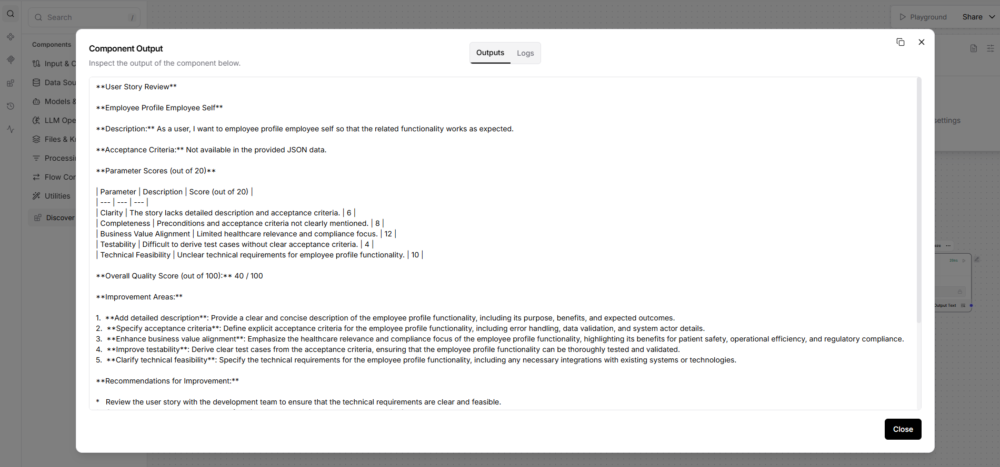 Search /
Playground
Share
Components
Input & O
Data Sou
Models &
LLM Ope
Files & K
Processi
Flow Cor
Utilities
Discover
Component Output
Inspect the output of the component below.
Outputs
Logs
**User Story Review**
**Employee Profile Employee Self**
**Description:** As a user, I want to employee profile employee self so that the related functionality works as expected.
**Acceptance Criteria:** Not available in the provided JSON data.
**Parameter Scores (out of 20)**
| Parameter | Description | Score (out of 20) |
| --- | --- | --- |
| Clarity | The story lacks detailed description and acceptance criteria. | 6 |
| Completeness | Preconditions and acceptance criteria not clearly mentioned. | 8 |
| Business Value Alignment | Limited healthcare relevance and compliance focus. | 12 |
| Testability | Difficult to derive test cases without clear acceptance criteria. | 4 |
| Technical Feasibility | Unclear technical requirements for employee profile functionality. | 10 |
**Overall Quality Score (out of 100):** 40 / 100
**Improvement Areas:**
1. **Add detailed description**: Provide a clear and concise description of the employee profile functionality, including its purpose, benefits, and expected outcomes.
2. **Specify acceptance criteria**: Define explicit acceptance criteria for the employee profile functionality, including error handling, data validation, and system actor details.
3. **Enhance business value alignment**: Emphasize the healthcare relevance and compliance focus of the employee profile functionality, highlighting its benefits for patient safety, operational efficiency, and regulatory compliance.
4. **Improve testability**: Derive clear test cases from the acceptance criteria, ensuring that the employee profile functionality can be thoroughly tested and validated.
5. **Clarify technical feasibility**: Specify the technical requirements for the employee profile functionality, including any necessary integrations with existing systems or technologies.
**Recommendations for Improvement:**
* Review the user story with the development team to ensure that the technical requirements are clear and feasible.
Close
settings
20ms
Output Text